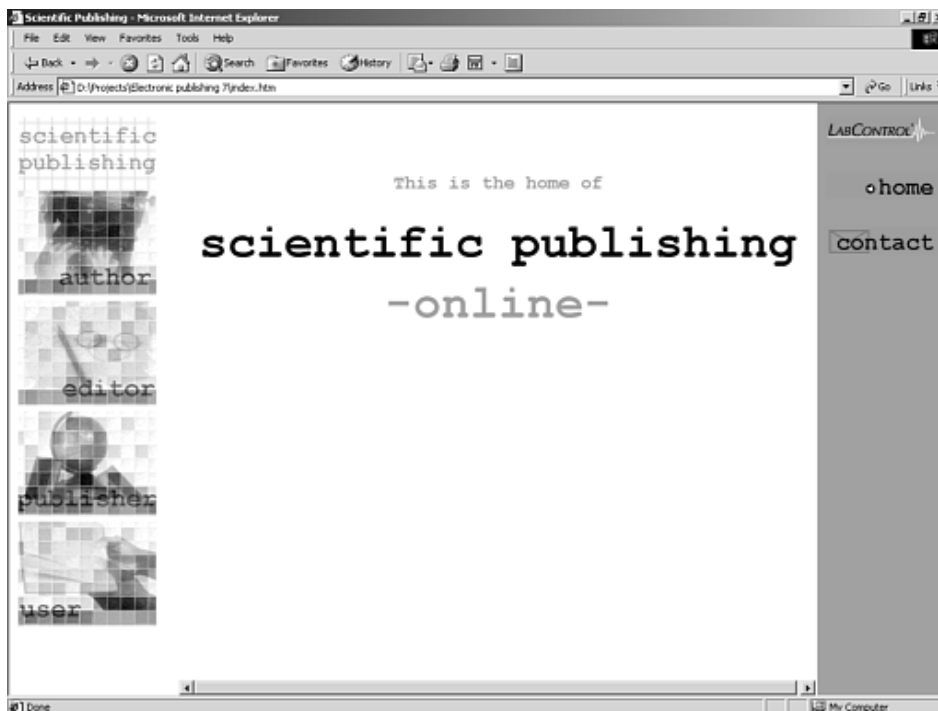 Scientific Publishing - Microsoft Internet Explorer
File Edit View Favorites Tools Help
Back Search Favorites History
Address D:\Projects\Electronic publishing 7\index.htm Go Links
scientific
publishing
author
editor
publisher
user
This is the home of
scientific publishing
-online-
LABCONTROL
home
contact
Done My Computer